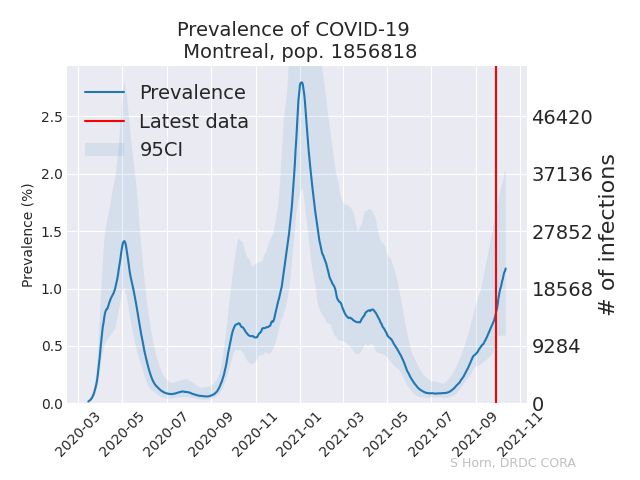 Prevalence of COVID-19
Montreal, pop. 1856818
Prevalence
Latest data
95CI
Prevalence (%)
2.5
2.0
1.5
1.0
0.5
0.0
46420
37136
27852
18568
9284
0
# of infections
2020-03
2020-05
2020-07
2020-09
2020-11
2021-01
2021-03
2021-05
2021-07
2021-09
2021-11
S Horn, DRDC CORA